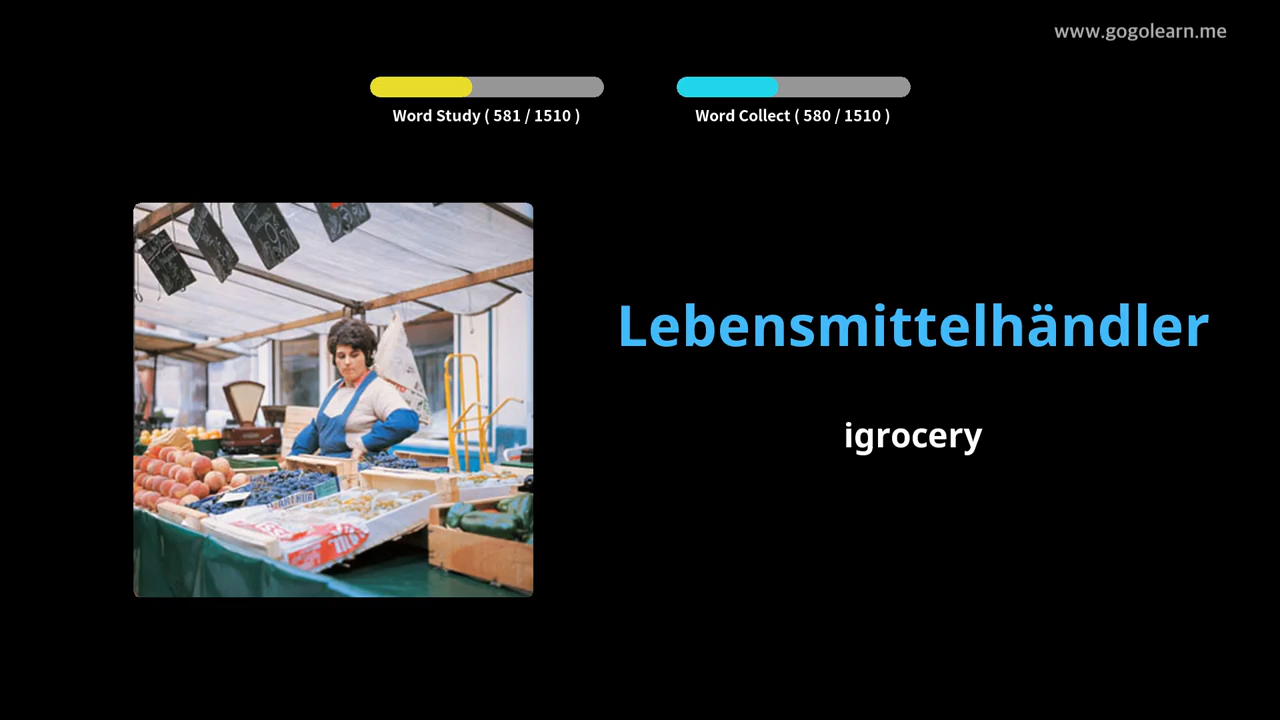 www.gogolearn.me
Word Study ( 581 / 1510 )
Word Collect ( 580 / 1510 )
Lebensmittelhändler
igrocery